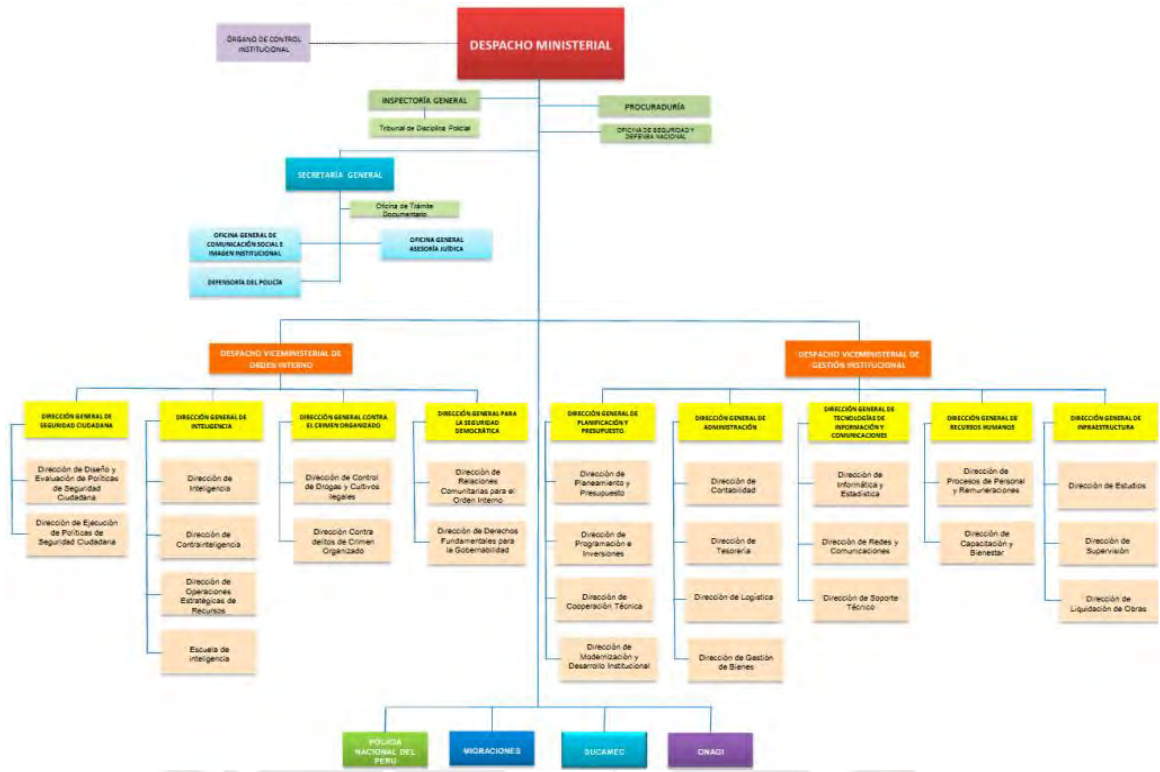 ÓRGANO DE CONTROL
INSTITUCIONAL
DESPACHO MINISTERIAL
INSPECTORÍA GENERAL
Tribunal de Disciplina Policial
PROCURADURÍA
OFICINA DE SEGURIDAD Y
DEFENSA NACIONAL
SECRETARÍA GENERAL
Oficina de Trámite
Documentario
OFICINA GENERAL DE
COMUNICACIÓN SOCIAL E
IMAGEN INSTITUCIONAL
OFICINA GENERAL
ASESORÍA JUÍDICA
DEFENSORÍA DEL POLICÍA
DESPACHO VICEMINISTERIAL DE
ORDEN INTERNO
DESPACHO VICEMINISTERIAL DE
GESTIÓN INSTITUCIONAL
DIRECCIÓN GENERAL DE
SEGURIDAD CIUDADANA
Dirección de Diseño y
Evaluación de Políticas
de Seguridad
Ciudadana
Dirección de Ejecución
de Políticas de
Seguridad Ciudadana
DIRECCIÓN GENERAL DE
INTELIGENCIA
Dirección de
Inteligencia
Dirección de
Contrainteligencia
Dirección de
Operaciones
Estratégicas de
Recursos
Escuela de
inteligencia
DIRECCIÓN GENERAL CONTRA
EL CRIMEN ORGANIZADO
Dirección de Control
de Drogas y Cultivos
legales
Dirección Contra
delitos de Crimen
Organizado
DIRECCIÓN GENERAL PARA
LA SEGURIDAD
DEMOCRÁTICA
Dirección de
Relaciones
Comunitarias para el
Orden Interno
Dirección de Derechos
Fundamentales para
la Gobernabilidad
DIRECCIÓN GENERAL DE
PLANIFICACIÓN Y
PRESUPUESTO.
Dirección de
Planeamiento y
Presupuesto
Dirección de
Programación e
Inversiones
Dirección de
Cooperación Técnica
Dirección de
Modernización y
Desarrollo Institucional
DIRECCIÓN GENERAL DE
ADMINISTRACIÓN
Dirección de
Contabilidad
Dirección de
Tesorería
Dirección de Logística
Dirección de Gestión
de Bienes
DIRECCIÓN GENERAL DE
TECNOLOGÍAS DE
INFORMACIÓN Y
COMUNICACIONES
Dirección de
Informática y
Estadística
Dirección de Redes y
Comunicaciones
Dirección de Soporte
Técnico
DIRECCIÓN GENERAL DE
RECURSOS HUMANOS
Dirección de
Procesos de Personal
y Remuneraciones
Dirección de
Capacitación y
Bienestar
DIRECCIÓN GENERAL DE
INFRAESTRUCTURA
Dirección de Estudios
Dirección de
Supervisión
Dirección de
Liquidación de Obras
POLICIA
NACIONAL DEL
PERU
MIGRACIONES
SUCAMEC
ONAGI